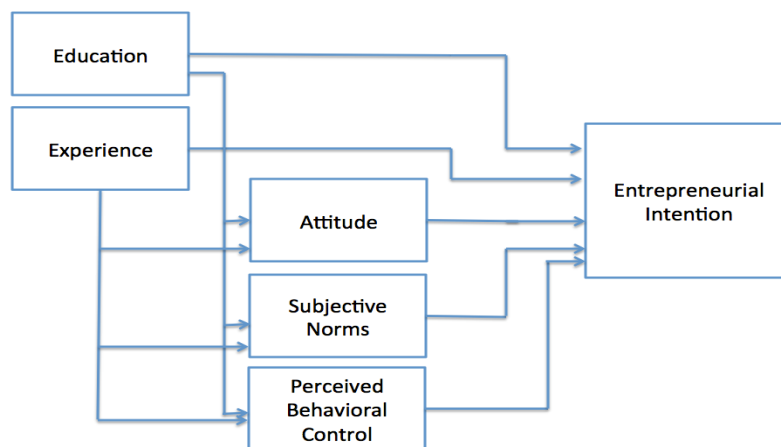 Education
Experience
Attitude
Subjective
Norms
Perceived
Behavioral
Control
Entrepreneurial
Intention